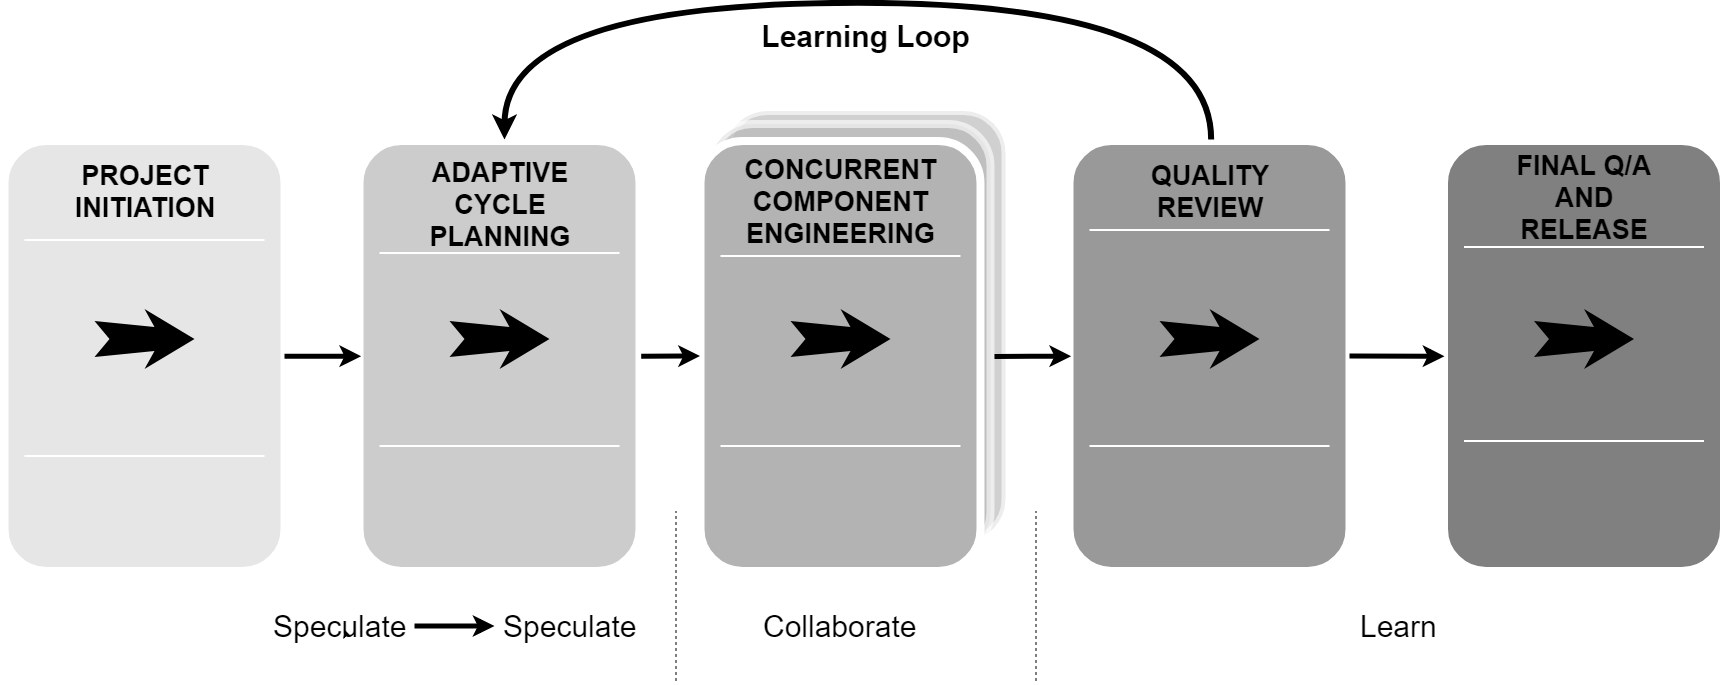 Learning Loop
PROJECT
INITIATION
ADAPTIVE
CYCLE
PLANNING
CONCURRENT
COMPONENT
ENGINEERING
QUALITY
REVIEW
FINAL Q/A
AND
RELEASE
Speculate
Speculate
Collaborate
Learn